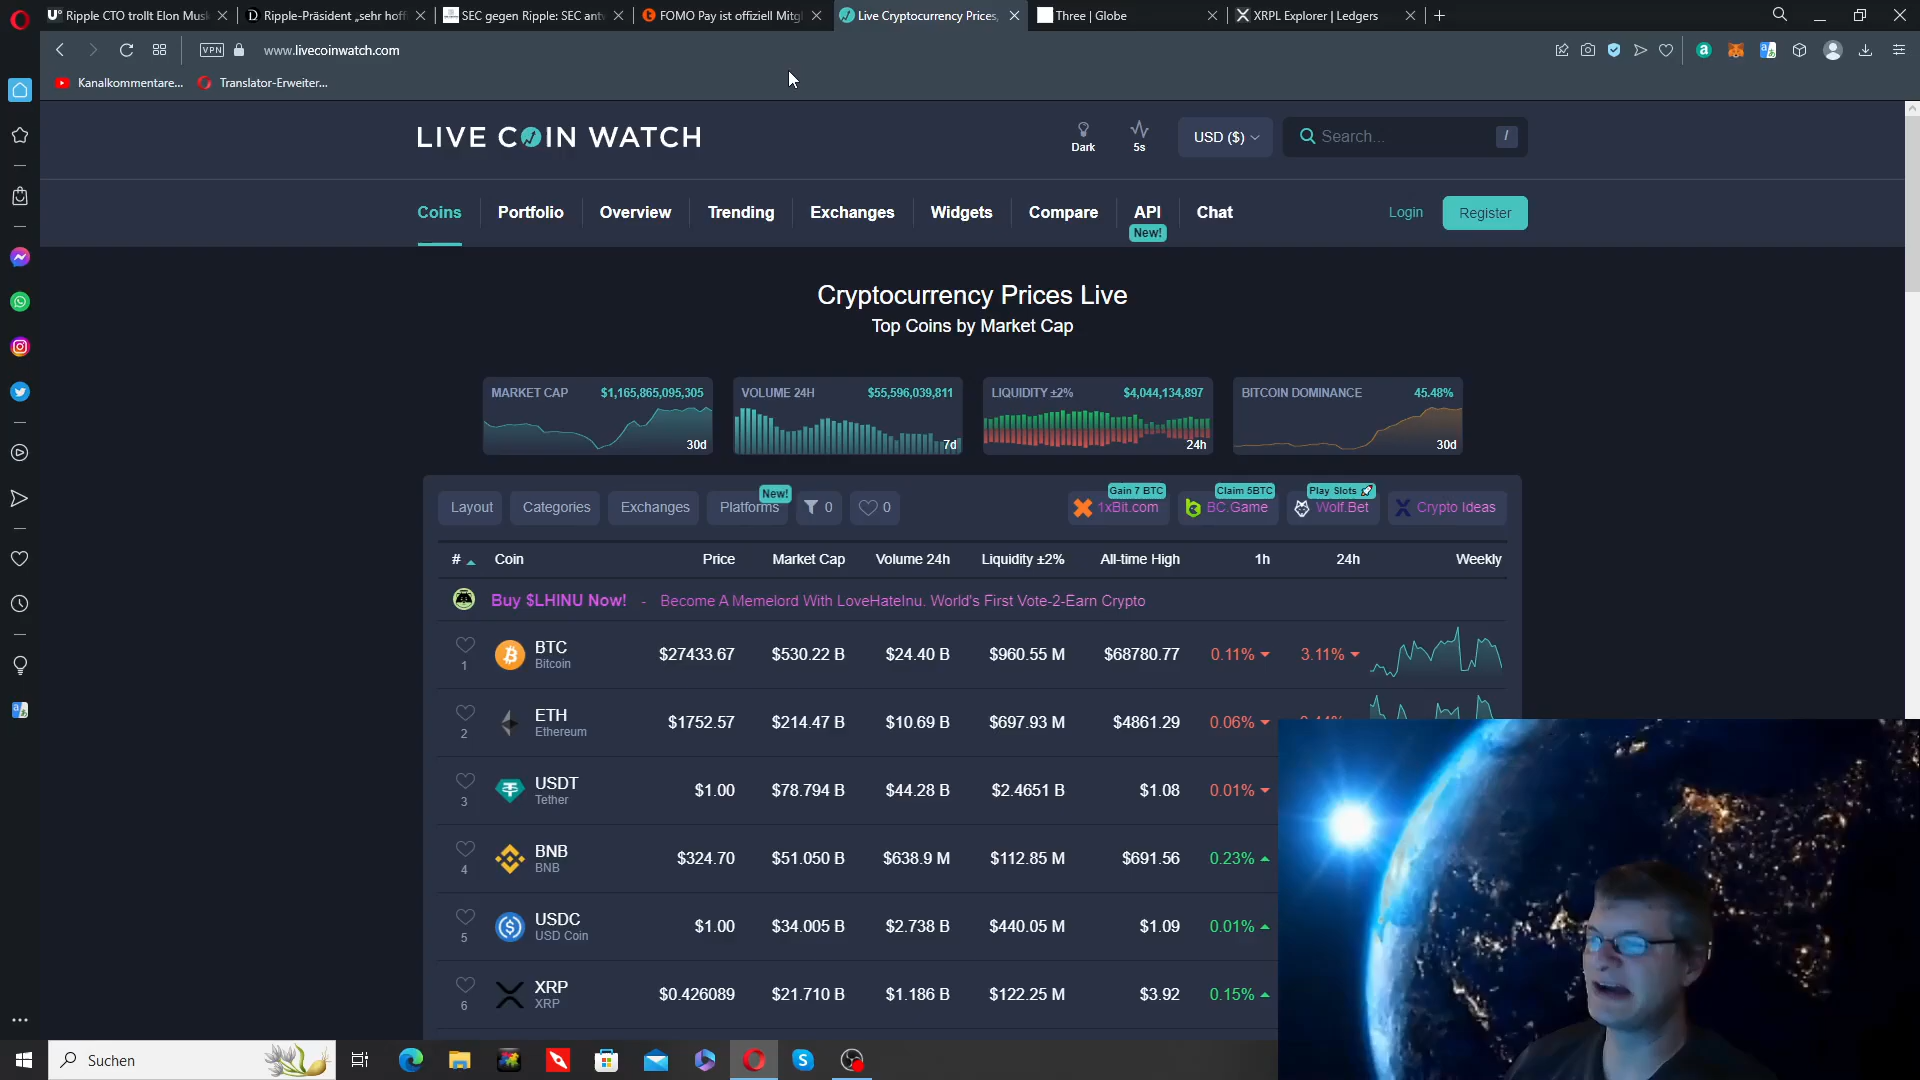 Ripple CTO trollt Elon Musk
Ripple-Präsident „sehr hoff
SEC gegen Ripple: SEC antw
FOMO Pay ist offiziell Mitgl
Live Cryptocurrency Prices,
Three | Globe
XRPL Explorer | Ledgers
VPN
www.livecoinwatch.com
Kanalkommentare...
Translator-Erweiter...
LIVE COIN WATCH
Dark
5s
USD ($)
Search...
/
Coins
Portfolio
Overview
Trending
Exchanges
Widgets
Compare
API
New!
Chat
Login
Register
Cryptocurrency Prices Live
Top Coins by Market Cap
MARKET CAP $1,165,865,095,305
30d
VOLUME 24H $55,596,039,811
7d
LIQUIDITY ±2% $4,044,134,897
24h
BITCOIN DOMINANCE 45.48%
30d
Layout
Categories
Exchanges
Platforms
New!
0
0
Gain 7 BTC
1xBit.com
Claim 5BTC
BC.Game
Play Slots
Wolf.Bet
Crypto Ideas
# Coin Price Market Cap Volume 24h Liquidity ±2% All-time High 1h 24h Weekly
Buy $LHINU Now! - Become A Memelord With LoveHateInu. World's First Vote-2-Earn Crypto
1 BTC Bitcoin $27433.67 $530.22 B $24.40 B $960.55 M $68780.77 0.11% 3.11%
2 ETH Ethereum $1752.57 $214.47 B $10.69 B $697.93 M $4861.29 0.06%
3 USDT Tether $1.00 $78.794 B $44.28 B $2.4651 B $1.08 0.01%
4 BNB BNB $324.70 $51.050 B $638.9 M $112.85 M $691.56 0.23%
5 USDC USD Coin $1.00 $34.005 B $2.738 B $440.05 M $1.09 0.01%
6 XRP XRP $0.426089 $21.710 B $1.186 B $122.25 M $3.92 0.15%
Suchen